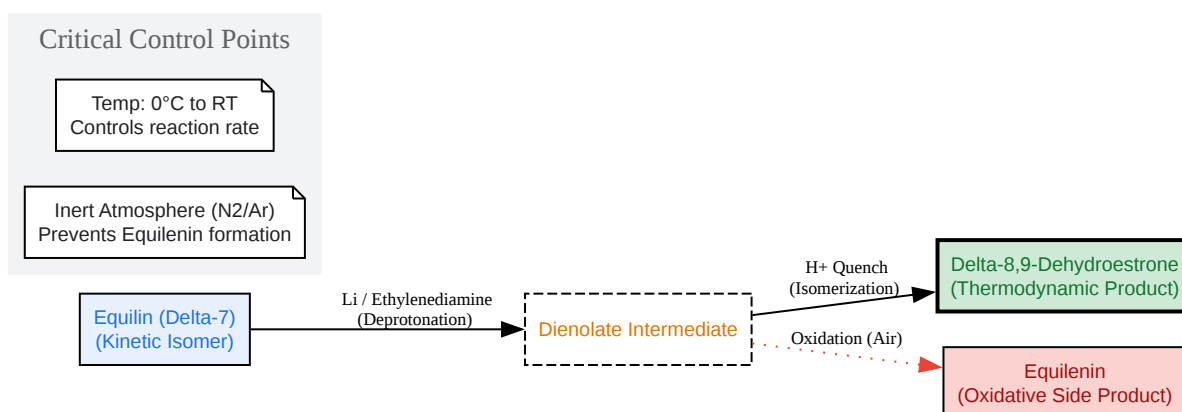 Critical Control Points
Temp: 0°C to RT
Controls reaction rate
Inert Atmosphere (N2/Ar)
Prevents Equilenin formation
Equilin (Delta-7)
(Kinetic Isomer)
Li / Ethylenediamine
(Deprotonation)
Dienolate Intermediate
H+ Quench
(Isomerization)
Delta-8,9-Dehydroestrone
(Thermodynamic Product)
Oxidation (Air)
Equilenin
(Oxidative Side Product)